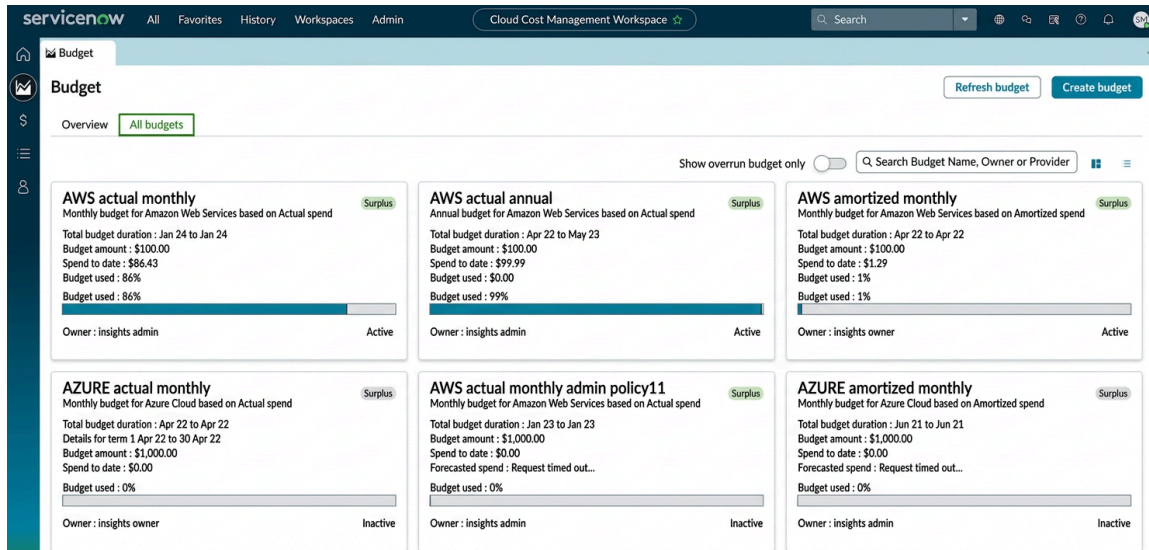 servicenow All Favorites History Workspaces Admin Cloud Cost Management Workspace Search SM
Budget
Budget Refresh budget Create budget
Overview All budgets
Show overrun budget only Search Budget Name, Owner or Provider
AWS actual monthly Surplus
Monthly budget for Amazon Web Services based on Actual spend
Total budget duration : Jan 24 to Jan 24
Budget amount : $100.00
Spend to date : $86.43
Budget used : 86%
Budget used : 86%
Owner : insights admin Active
AWS actual annual Surplus
Annual budget for Amazon Web Services based on Actual spend
Total budget duration : Apr 22 to May 23
Budget amount : $100.00
Spend to date : $99.99
Budget used : $0.00
Budget used : 99%
Owner : insights admin Active
AWS amortized monthly Surplus
Monthly budget for Amazon Web Services based on Amortized spend
Total budget duration : Apr 22 to Apr 22
Budget amount : $100.00
Spend to date : $1.29
Budget used : 1%
Budget used : 1%
Owner : insights owner Active
AZURE actual monthly Surplus
Monthly budget for Azure Cloud based on Actual spend
Total budget duration : Apr 22 to Apr 22
Details for term 1 Apr 22 to 30 Apr 22
Budget amount : $1,000.00
Spend to date : $0.00
Budget used : 0%
Owner : insights owner Inactive
AWS actual monthly admin policy11 Surplus
Monthly budget for Amazon Web Services based on Actual spend
Total budget duration : Jan 23 to Jan 23
Budget amount : $1,000.00
Spend to date : $0.00
Forecasted spend : Request timed out...
Budget used : 0%
Owner : insights admin Inactive
AZURE amortized monthly Surplus
Monthly budget for Azure Cloud based on Amortized spend
Total budget duration : Jun 21 to Jun 21
Budget amount : $1,000.00
Spend to date : $0.00
Forecasted spend : Request timed out...
Budget used : 0%
Owner : insights admin Inactive